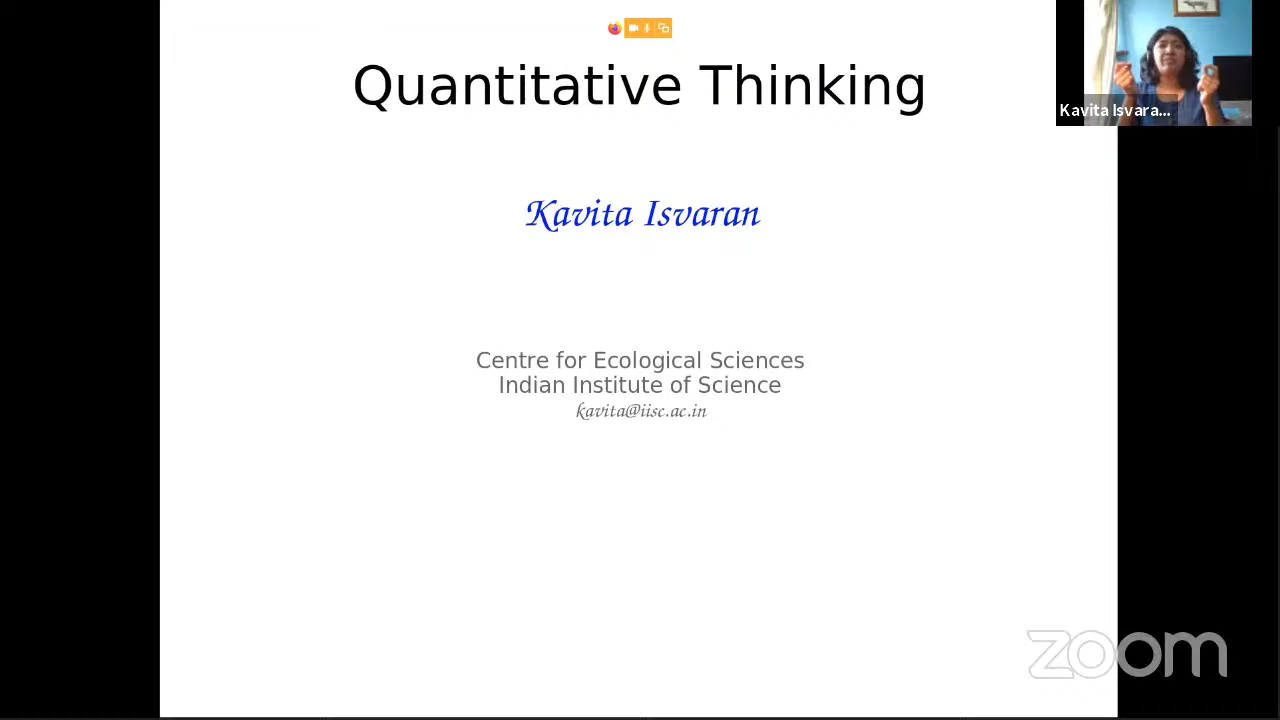 Quantitative Thinking
Kavita Isvara...
Kavita Isvaran
Centre for Ecological Sciences
Indian Institute of Science
kavita@iisc.ac.in
zoom